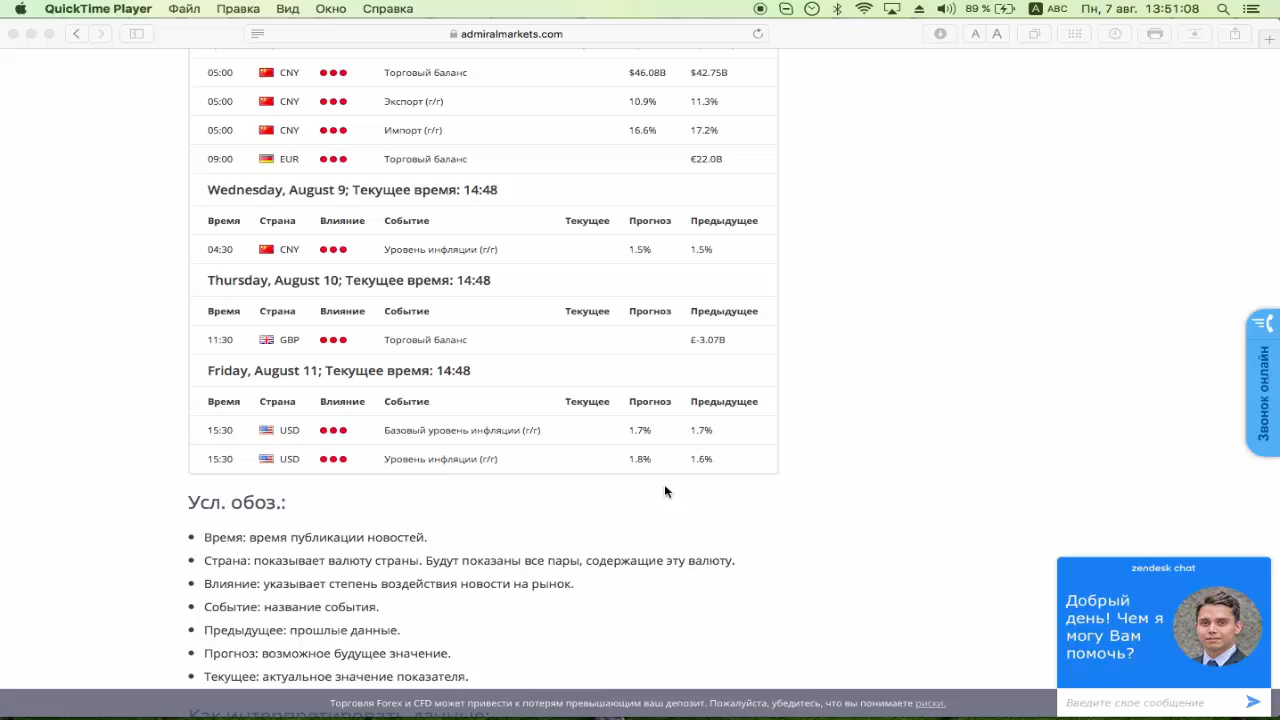 QuickTime Player Файл Правка Вид Окно Справка 89 % A ABC Пн, 7 авг. 13:51:08
admiralmarkets.com A A
05:00 CNY Торговый баланс $46.08B $42.75B
05:00 CNY Экспорт (г/г) 10.9% 11.3%
05:00 CNY Импорт (г/г) 16.6% 17.2%
09:00 EUR Торговый баланс €22.0B
Wednesday, August 9; Текущее время: 14:48
Время Страна Влияние Событие Текущее Прогноз Предыдущее
04:30 CNY Уровень инфляции (г/г) 1.5% 1.5%
Thursday, August 10; Текущее время: 14:48
Время Страна Влияние Событие Текущее Прогноз Предыдущее
11:30 GBP Торговый баланс £-3.07B
Friday, August 11; Текущее время: 14:48
Время Страна Влияние Событие Текущее Прогноз Предыдущее
15:30 USD Базовый уровень инфляции (г/г) 1.7% 1.7%
15:30 USD Уровень инфляции (г/г) 1.8% 1.6%
Усл. обоз.:
Время: время публикации новостей.
Страна: показывает валюту страны. Будут показаны все пары, содержащие эту валюту.
Влияние: указывает степень воздействия новости на рынок.
Событие: название события.
Предыдущее: прошлые данные.
Прогноз: возможное будущее значение.
Текущее: актуальное значение показателя.
Как интерпретировать данные:
Торговля Forex и CFD может привести к потерям превышающим ваш депозит. Пожалуйста, убедитесь, что вы понимаете риски.
Звонок онлайн
zendesk chat
Добрый
день! Чем я
могу Вам
помочь?
Введите свое сообщение